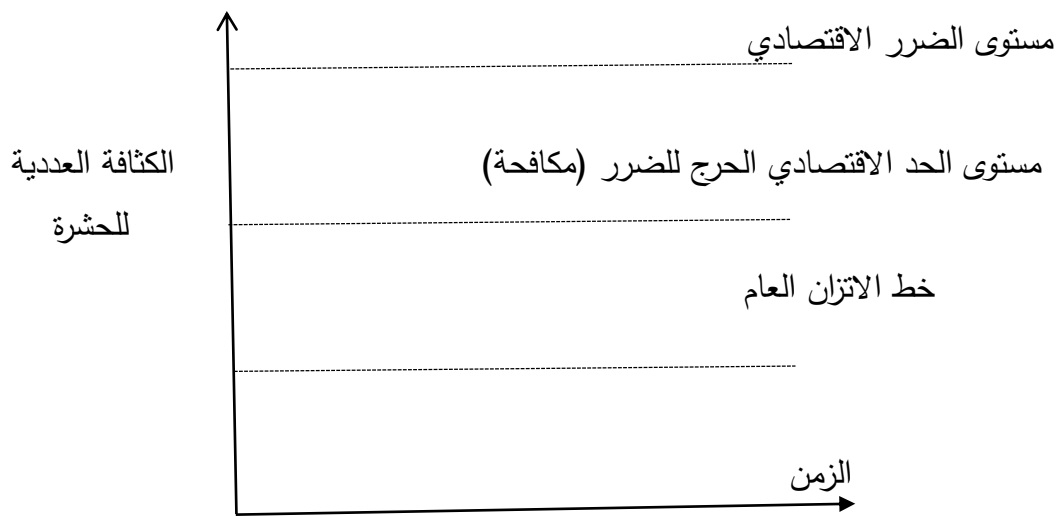 مستوى الضرر الاقتصادي
مستوى الحد الاقتصادي الحرج للضرر (مكافحة)
الكثافة العددية
للحشرة
خط الاتزان العام
الزمن